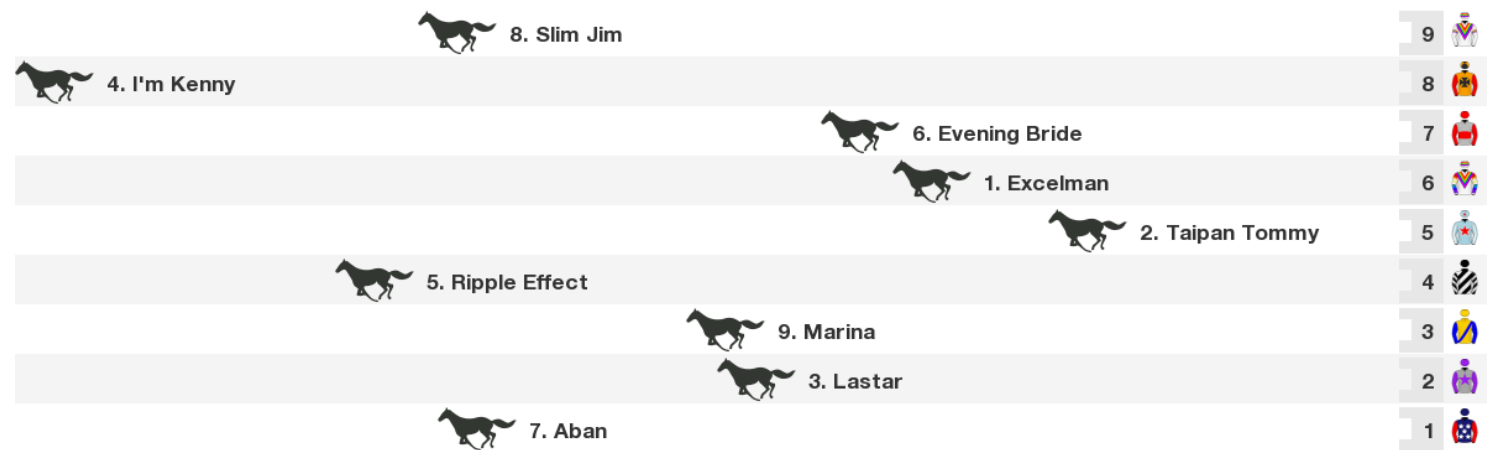 8. Slim Jim 9
4. I'm Kenny 8
6. Evening Bride 7
1. Excelman 6
2. Taipan Tommy 5
5. Ripple Effect 4
9. Marina 3
3. Lastar 2
7. Aban 1